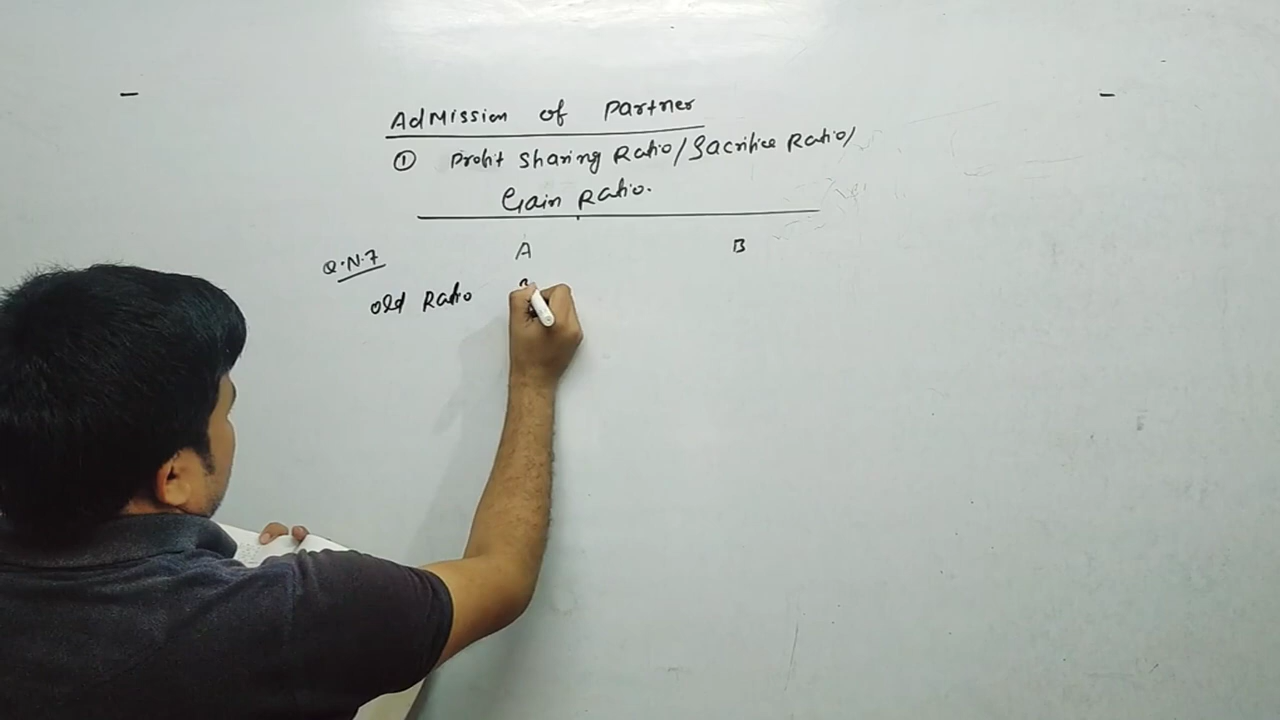 Admission of Partner
① Profit Sharing Ratio/Sacrifice Ratio/
Gain Ratio.
Q.N.7 A B
Old Ratio